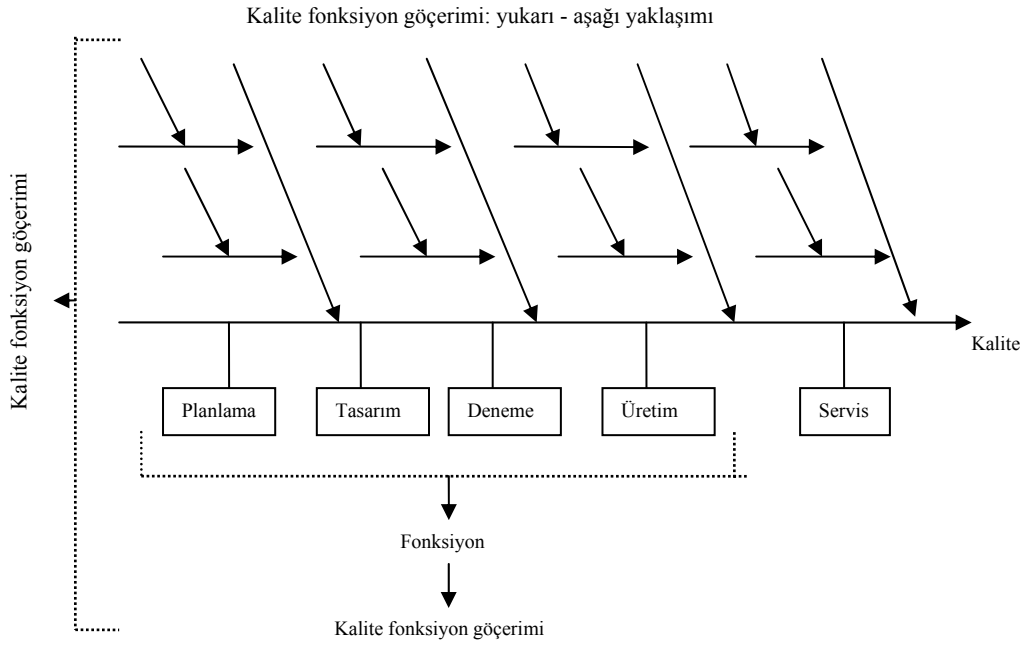 Kalite fonksiyon göçerimi: yukarı - aşağı yaklaşımı
Kalite fonksiyon göçerimi
Kalite
Planlama
Tasarım
Deneme
Üretim
Servis
Fonksiyon
Kalite fonksiyon göçerimi